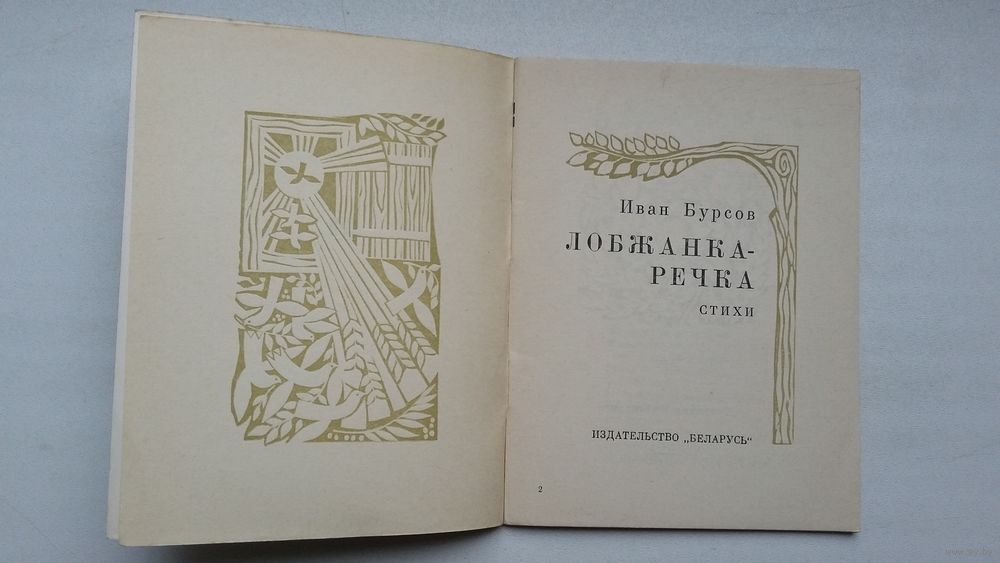 Иван Бурсов
ЛОБЖАНКА-
РЕЧКА
СТИХИ
ИЗДАТЕЛЬСТВО „БЕЛАРУСЬ“
2